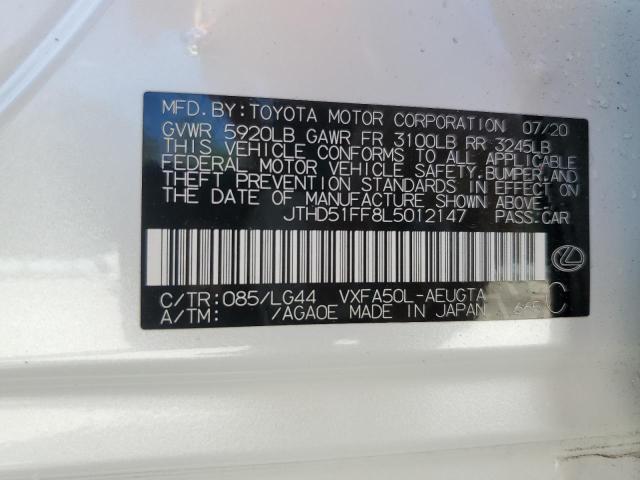 MFD. BY: TOYOTA MOTOR CORPORATION 07/20
GVWR 5920LB GAWR FR 3100LB RR 3245LB
THIS VEHICLE CONFORMS TO ALL APPLICABLE
FEDERAL MOTOR VEHICLE SAFETY, BUMPER, AND
THEFT PREVENTION STANDARDS IN EFFECT ON
THE DATE OF MANUFACTURE SHOWN ABOVE.
JTHD51FF8L5012147 PASS. CAR
C/TR: 085/LG44 VXFA50L-AEUGTA
A/TM: /AGA0E MADE IN JAPAN
C